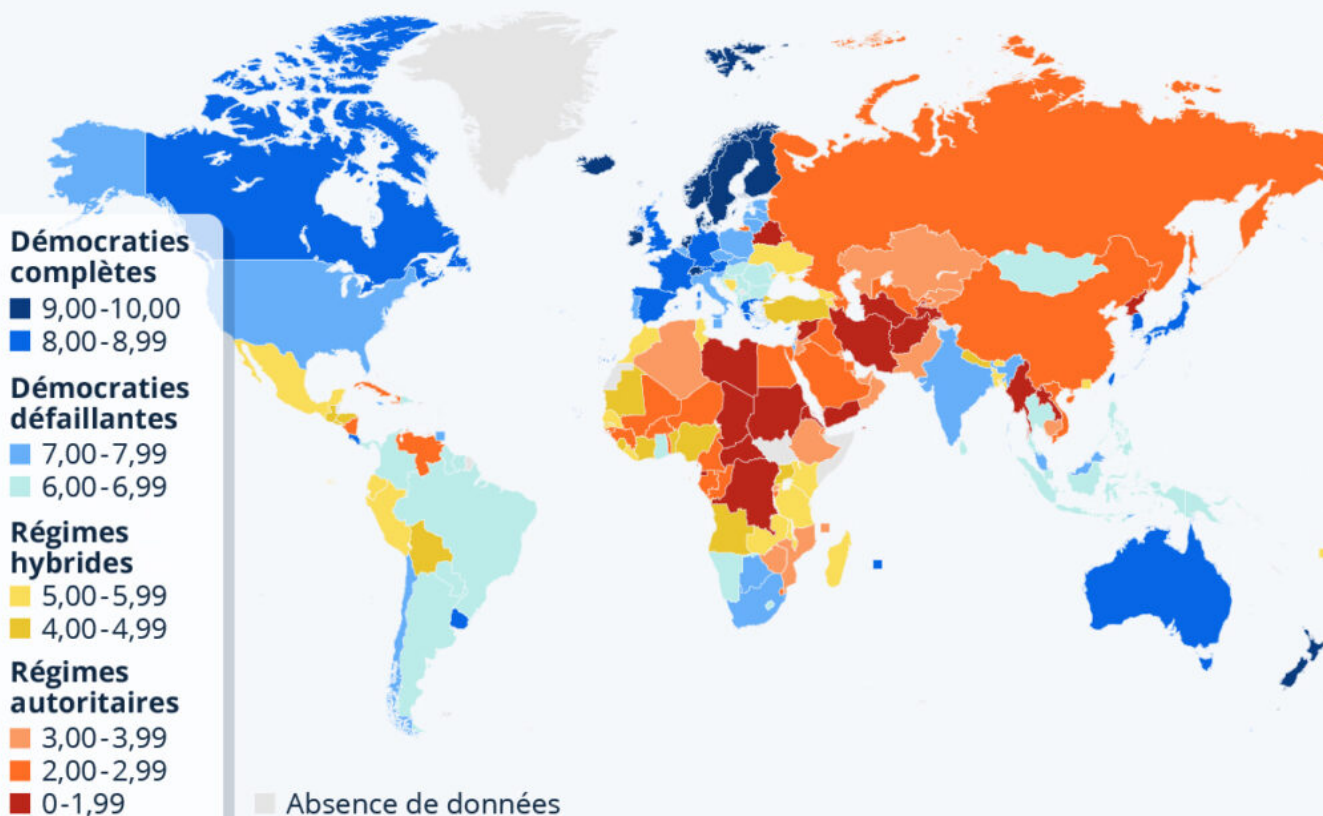 Démocraties
complètes
9,00-10,00
8,00-8,99
Démocraties
défaillantes
7,00-7,99
6,00-6,99
Régimes
hybrides
5,00-5,99
4,00-4,99
Régimes
autoritaires
3,00-3,99
2,00-2,99
0-1,99
Absence de données